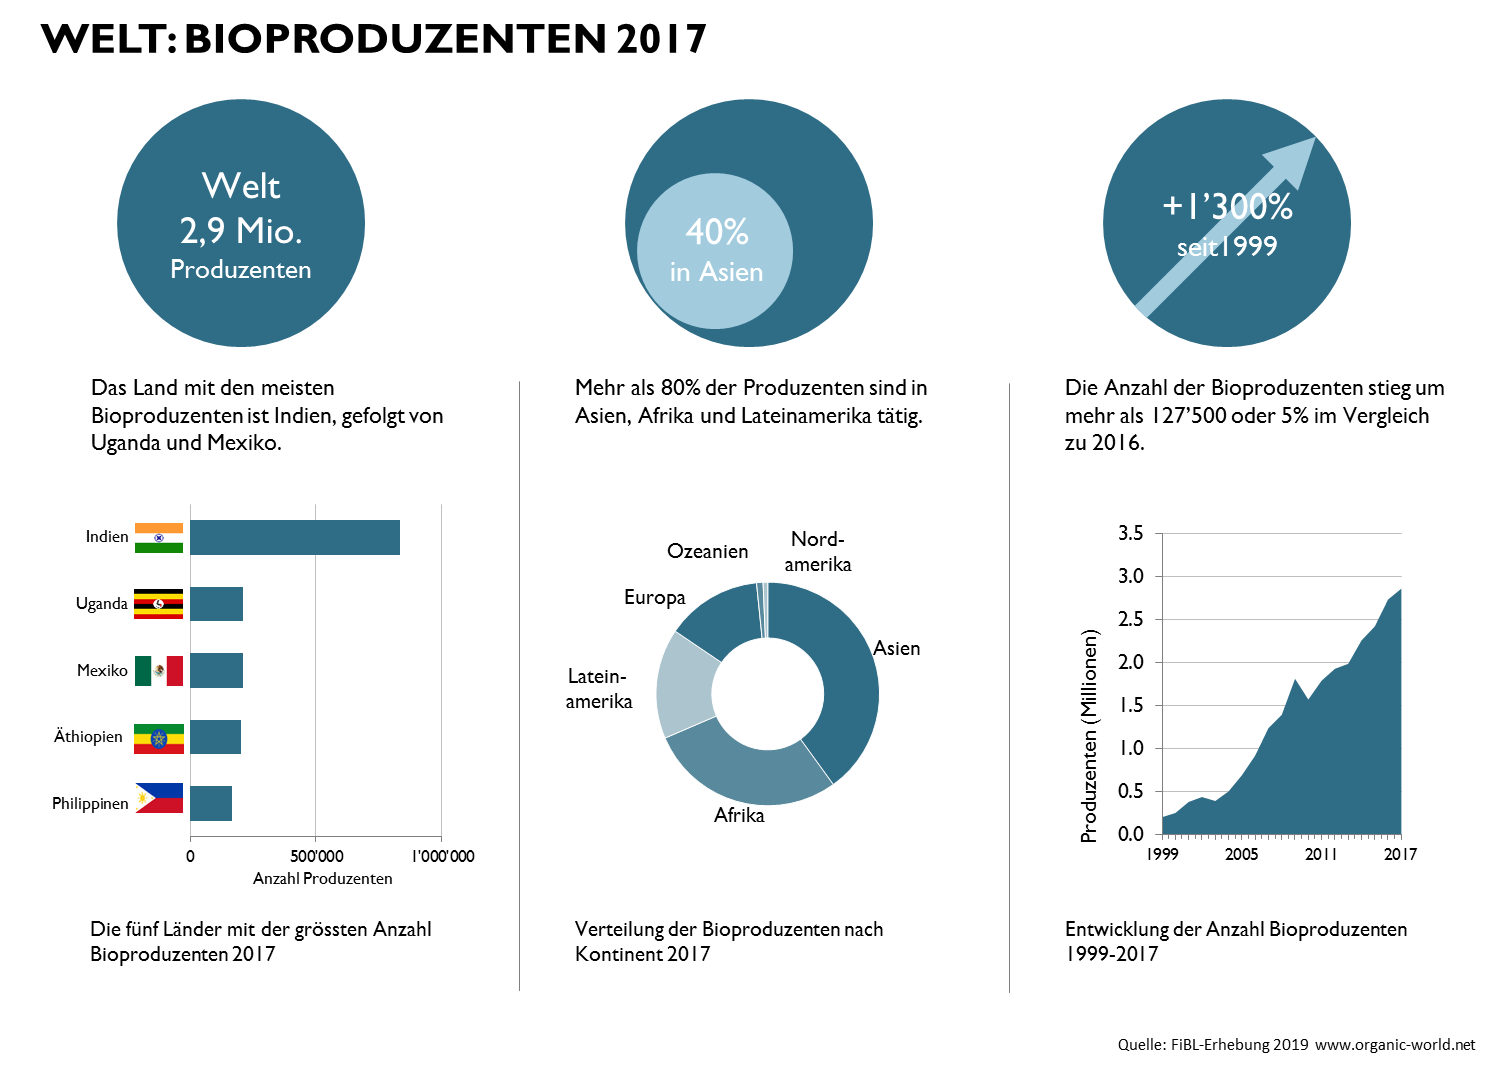 WELT: BIOPRODUZENTEN 2017
Welt
2,9 Mio.
Produzenten
40%
in Asien
+1'300%
seit1999
Das Land mit den meisten
Bioproduzenten ist Indien, gefolgt von
Uganda und Mexiko.
Mehr als 80% der Produzenten sind in
Asien, Afrika und Lateinamerika tätig.
Die Anzahl der Bioproduzenten stieg um
mehr als 127'500 oder 5% im Vergleich
zu 2016.
Indien
Uganda
Mexiko
Äthiopien
Philippinen
0 500'000 1'000'000
Anzahl Produzenten
Nord-
amerika
Ozeanien
Europa
Asien
Latein-
amerika
Afrika
Produzenten (Millionen)
3.5
3.0
2.5
2.0
1.5
1.0
0.5
0.0
1999 2005 2011 2017
Die fünf Länder mit der grössten Anzahl
Bioproduzenten 2017
Verteilung der Bioproduzenten nach
Kontinent 2017
Entwicklung der Anzahl Bioproduzenten
1999-2017
Quelle: FiBL-Erhebung 2019 www.organic-world.net